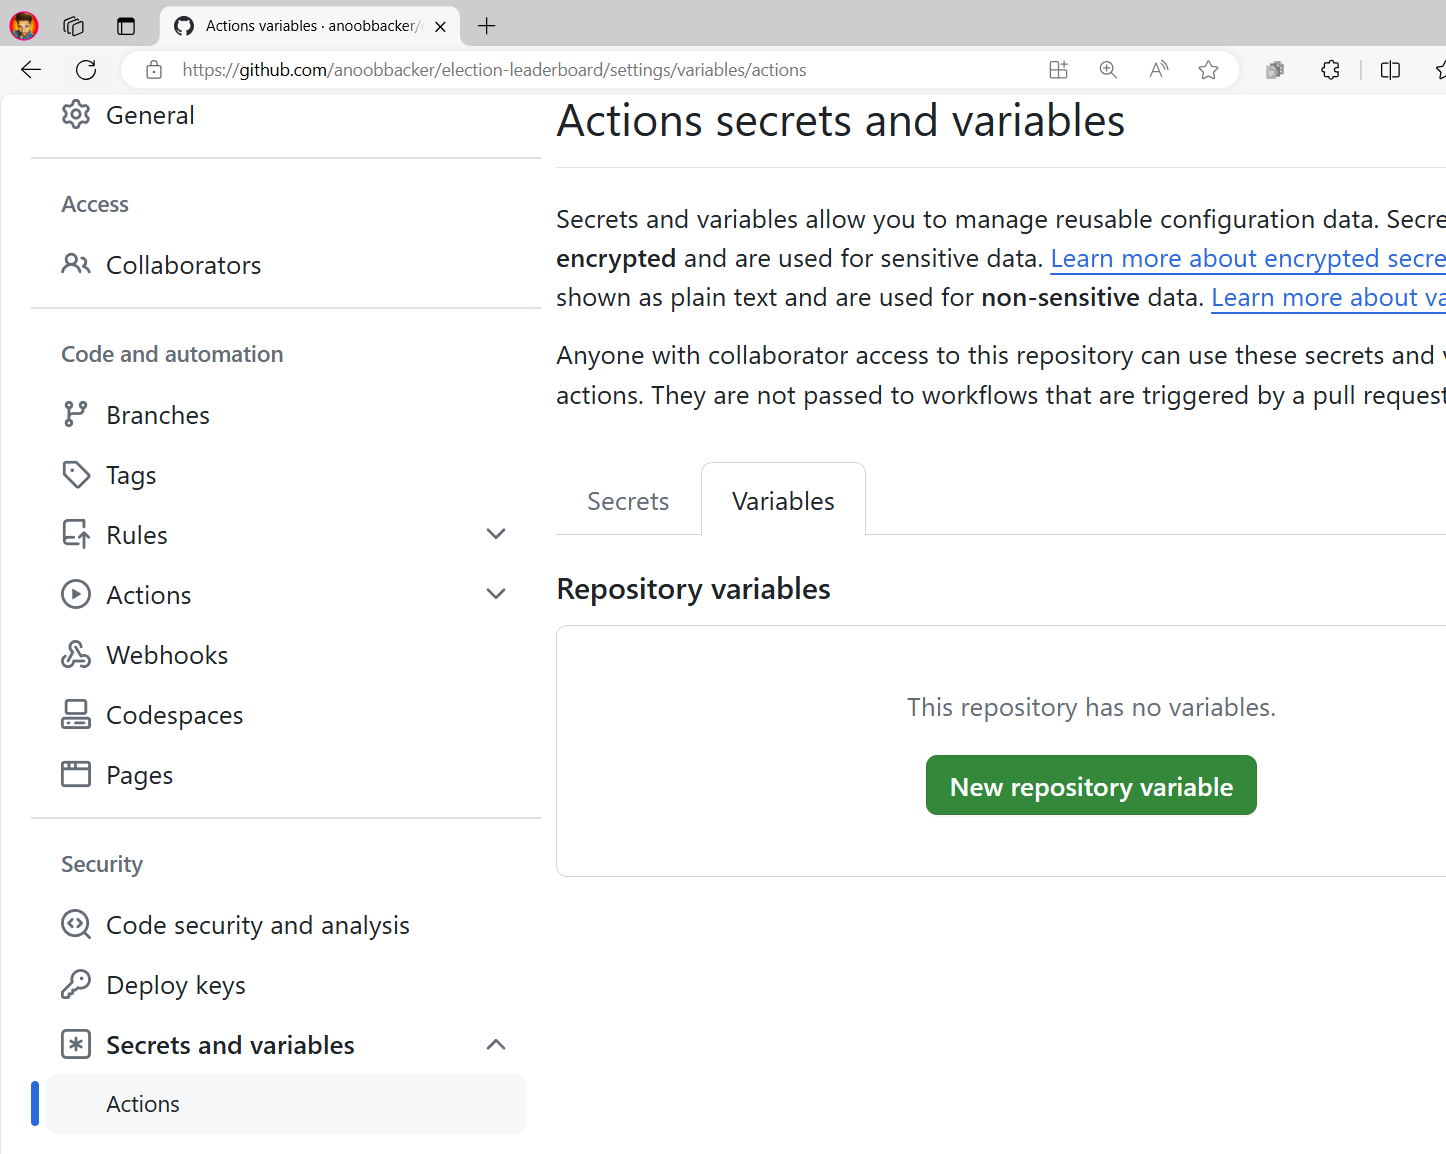 Actions variables · anoobbacker/
https://github.com/anoobbacker/election-leaderboard/settings/variables/actions
General
Access
Collaborators
Code and automation
Branches
Tags
Rules
Actions
Webhooks
Codespaces
Pages
Security
Code security and analysis
Deploy keys
Secrets and variables
Actions
Actions secrets and variables
Secrets and variables allow you to manage reusable configuration data. Secre
encrypted and are used for sensitive data. Learn more about encrypted secre
shown as plain text and are used for non-sensitive data. Learn more about va
Anyone with collaborator access to this repository can use these secrets and v
actions. They are not passed to workflows that are triggered by a pull request
Secrets
Variables
Repository variables
This repository has no variables.
New repository variable